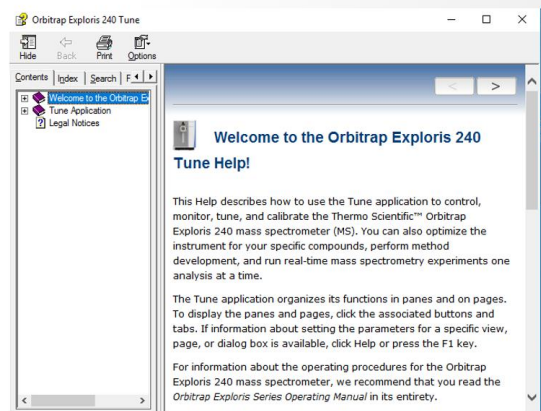 Orbitrap Exploris 240 Tune
Hide Back Print Options
Contents Index Search F
Welcome to the Orbitrap Ex
Tune Application
Legal Notices
< >
Welcome to the Orbitrap Exploris 240
Tune Help!
This Help describes how to use the Tune application to control,
monitor, tune, and calibrate the Thermo Scientific™ Orbitrap
Exploris 240 mass spectrometer (MS). You can also optimize the
instrument for your specific compounds, perform method
development, and run real-time mass spectrometry experiments one
analysis at a time.
The Tune application organizes its functions in panes and on pages.
To display the panes and pages, click the associated buttons and
tabs. If information about setting the parameters for a specific view,
page, or dialog box is available, click Help or press the F1 key.
For information about the operating procedures for the Orbitrap
Exploris 240 mass spectrometer, we recommend that you read the
Orbitrap Exploris Series Operating Manual in its entirety.